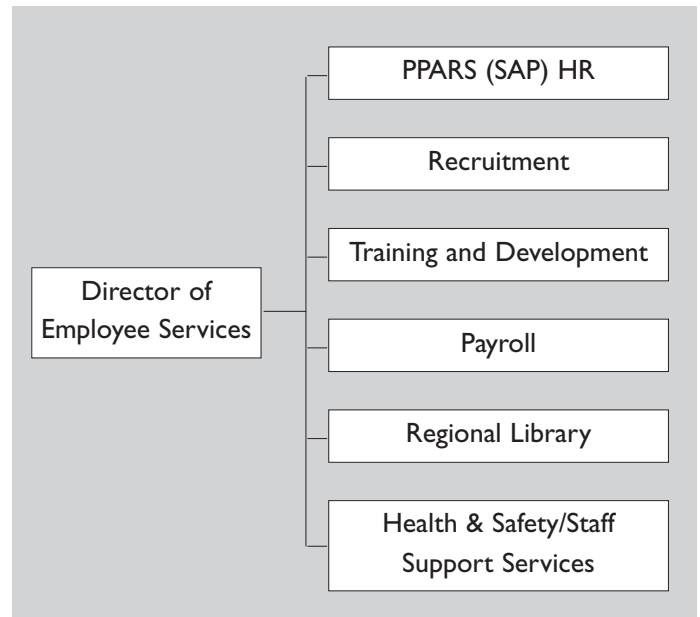 PPARS (SAP) HR
Recruitment
Training and Development
Director of
Employee Services
Payroll
Regional Library
Health & Safety/Staff
Support Services